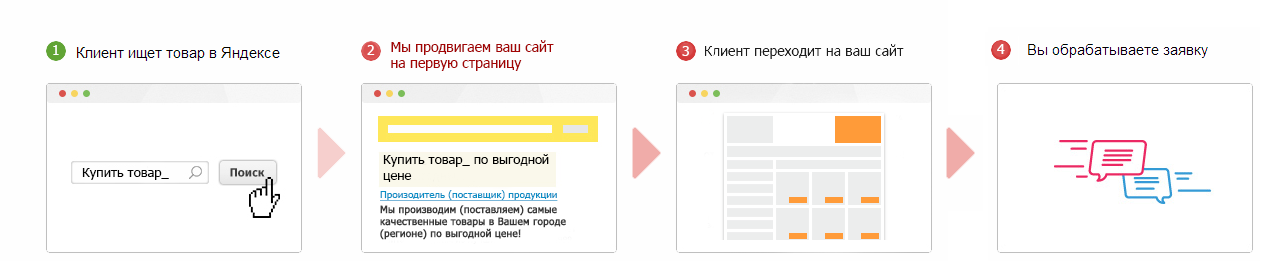 1 Клиент ищет товар в Яндексе
Купить товар_
Поиск
2 Мы продвигаем ваш сайт
на первую страницу
Купить товар_ по выгодной
цене
Производитель (поставщик) продукции
Мы производим (поставляем) самые
качественные товары в Вашем городе
(регионе) по выгодной цене!
3 Клиент переходит на ваш сайт
4 Вы обрабатываете заявку